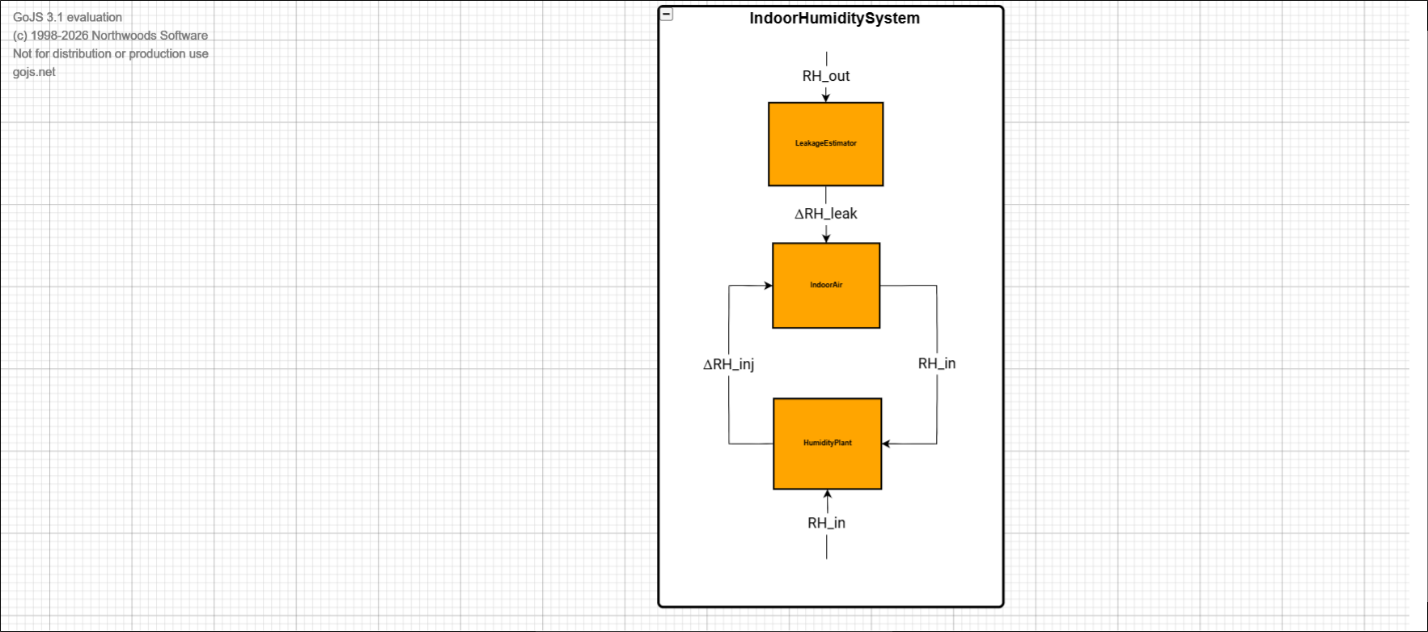 GoJS 3.1 evaluation
(c) 1998-2026 Northwoods Software
Not for distribution or production use
gojs.net
IndoorHumiditySystem
RH_out
LeakageEstimator
ΔRH_leak
IndoorAir
ΔRH_inj
RH_in
HumidityPlant
RH_in